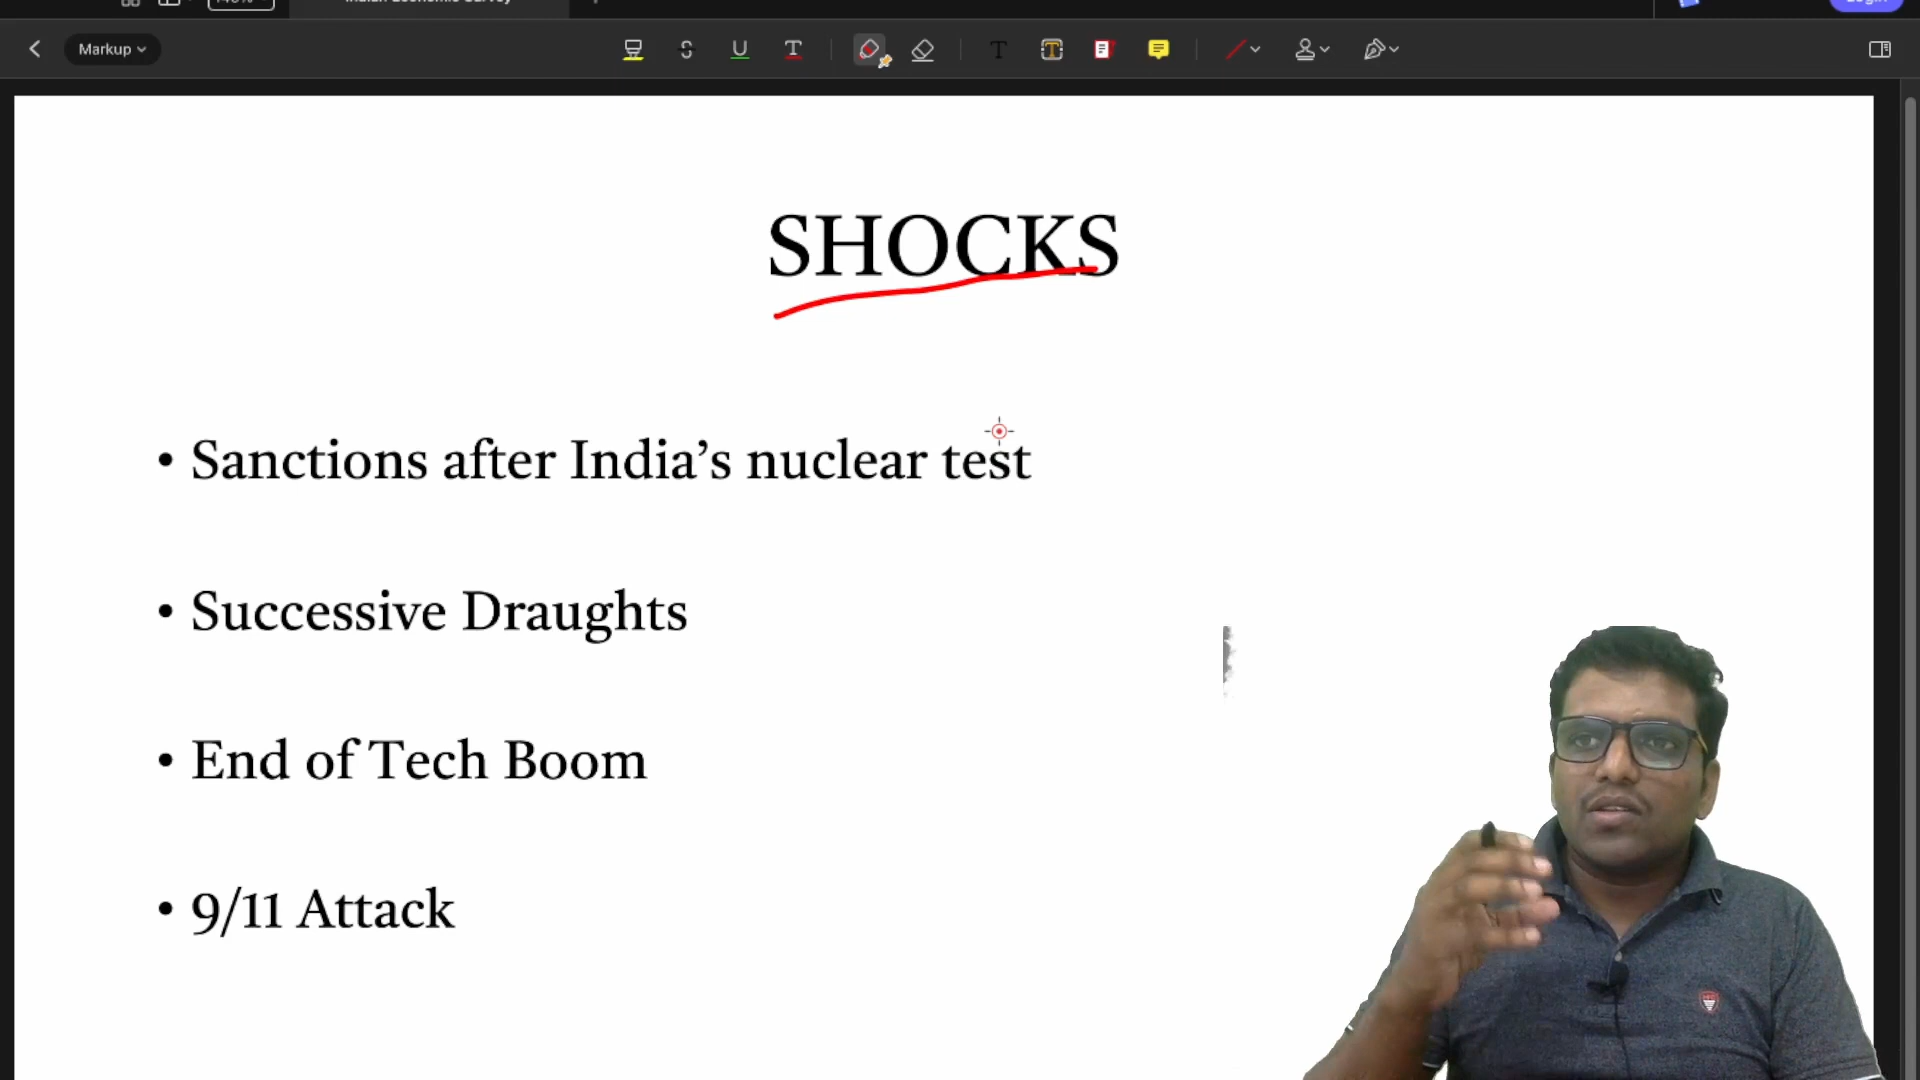 Markup
SHOCKS
• Sanctions after India’s nuclear test
• Successive Draughts
• End of Tech Boom
• 9/11 Attack